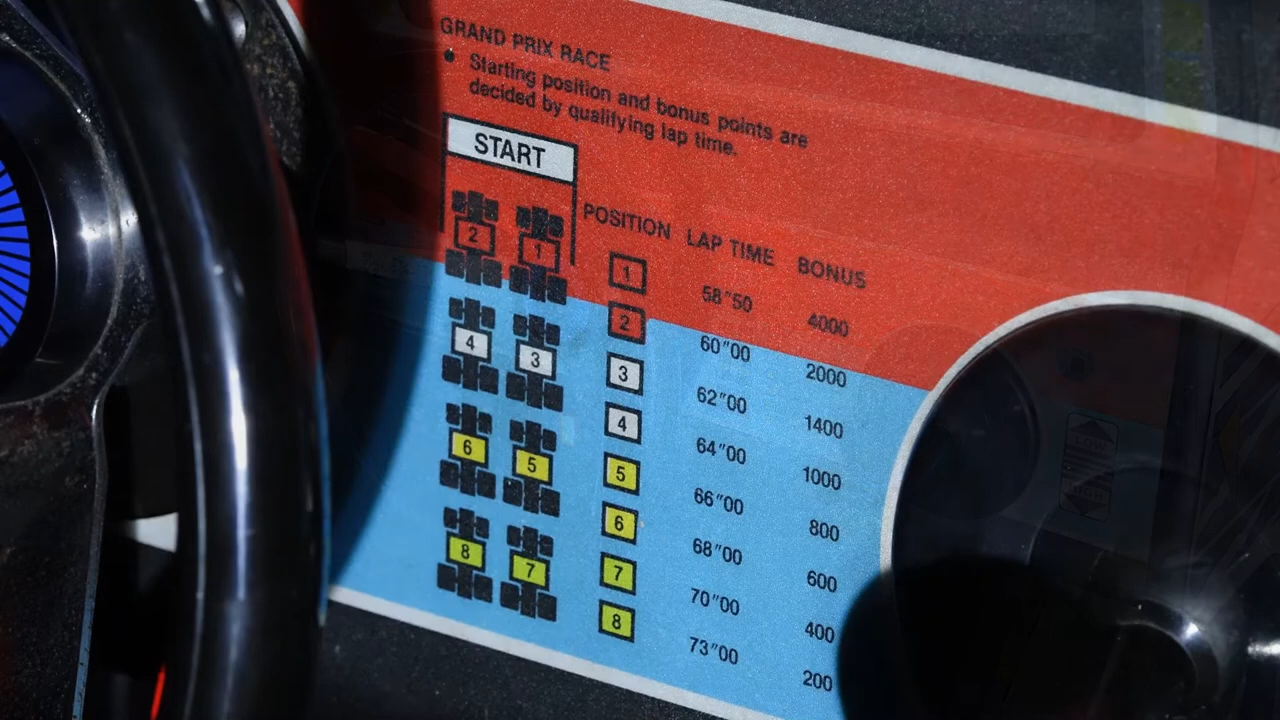 GRAND PRIX RACE
• Starting position and bonus points are
decided by qualifying lap time.
START
POSITION LAP TIME BONUS
2 1
1 58"50 4000
2 60"00 2000
4 3
3 62"00 1400
4 64"00 1000
6 5
5 66"00 800
6 68"00 600
8 7
7 70"00 400
8 73"00 200
LOW
HIGH